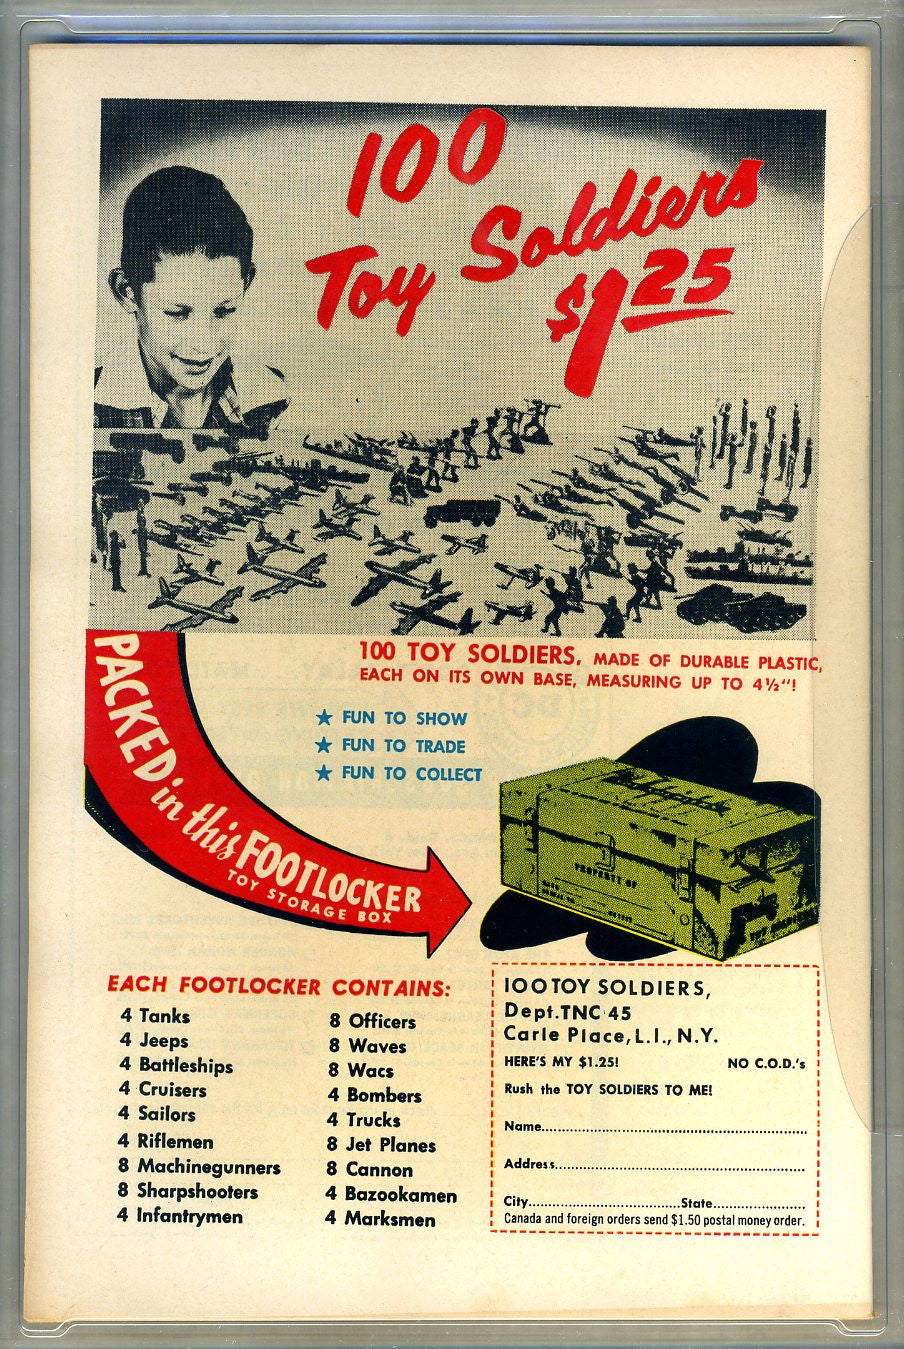 100
Toy Soldiers
$1.25
100 TOY SOLDIERS, MADE OF DURABLE PLASTIC,
EACH ON ITS OWN BASE, MEASURING UP TO 4½"!
★ FUN TO SHOW
★ FUN TO TRADE
★ FUN TO COLLECT
PACKED in this FOOTLOCKER
TOY STORAGE BOX
PROPERTY OF
EACH FOOTLOCKER CONTAINS:
4 Tanks
4 Jeeps
4 Battleships
4 Cruisers
4 Sailors
4 Riflemen
8 Machinegunners
8 Sharpshooters
4 Infantrymen
8 Officers
8 Waves
8 Wacs
4 Bombers
4 Trucks
8 Jet Planes
8 Cannon
4 Bazookamen
4 Marksmen
100 TOY SOLDIERS,
Dept. TNC 45
Carle Place, L.I., N.Y.
HERE'S MY $1.25! NO C.O.D.'s
Rush the TOY SOLDIERS TO ME!
Name
Address
City State
Canada and foreign orders send $1.50 postal money order.